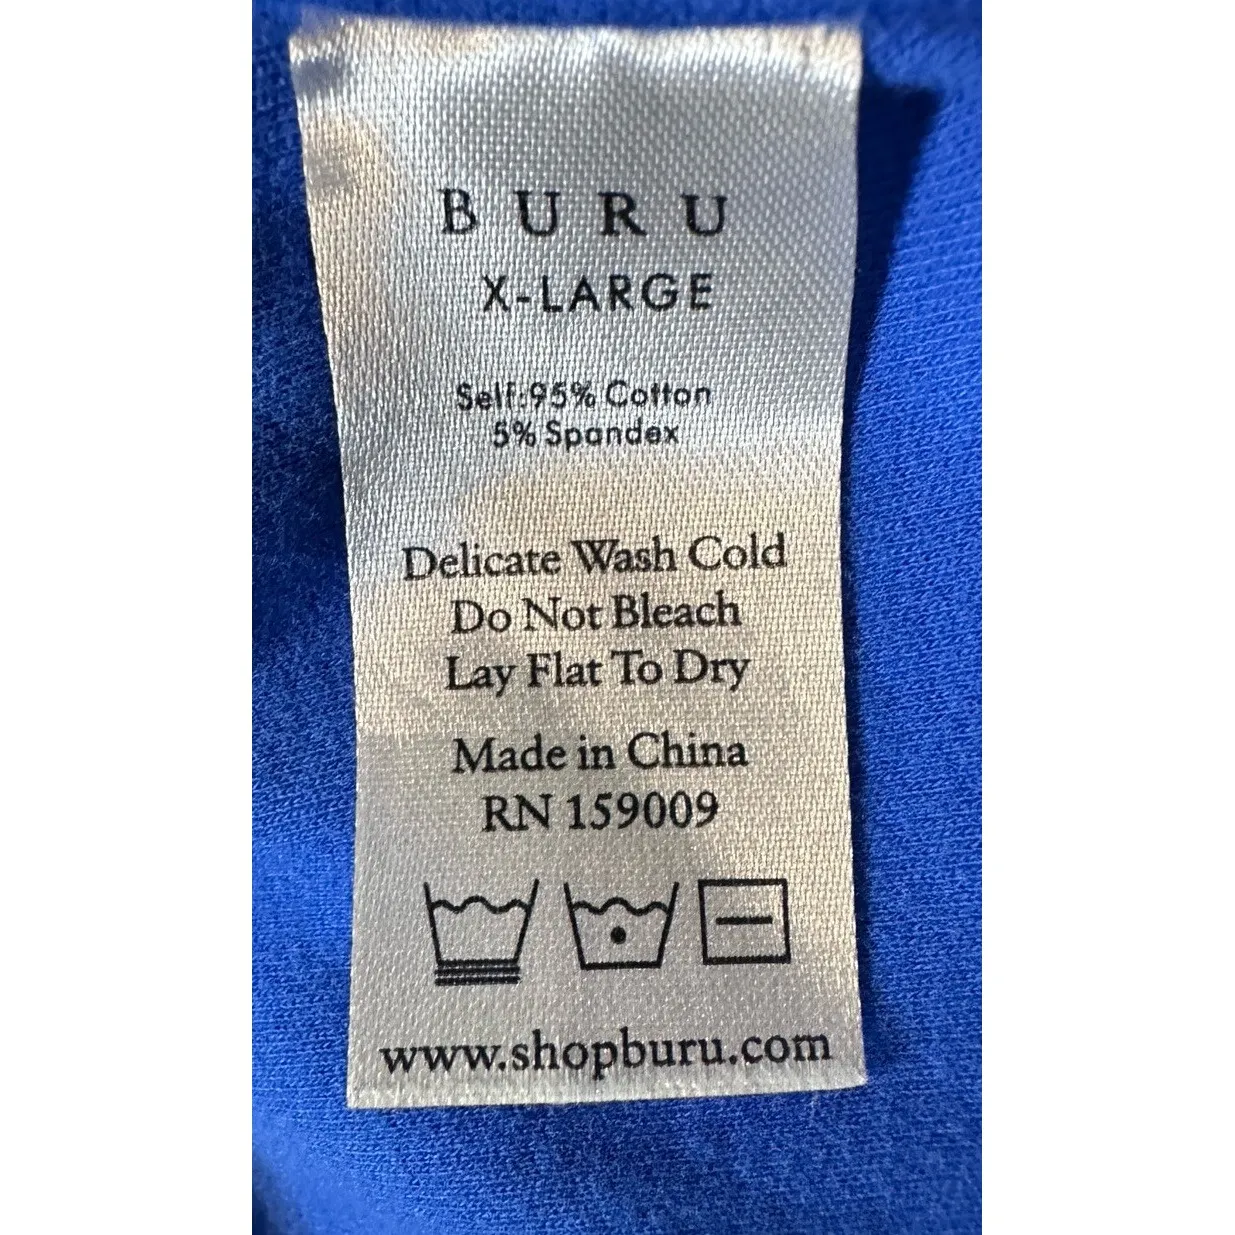 BURU
X-LARGE
Self:95% Cotton
5% Spandex
Delicate Wash Cold
Do Not Bleach
Lay Flat To Dry
Made in China
RN 159009
www.shopburu.com